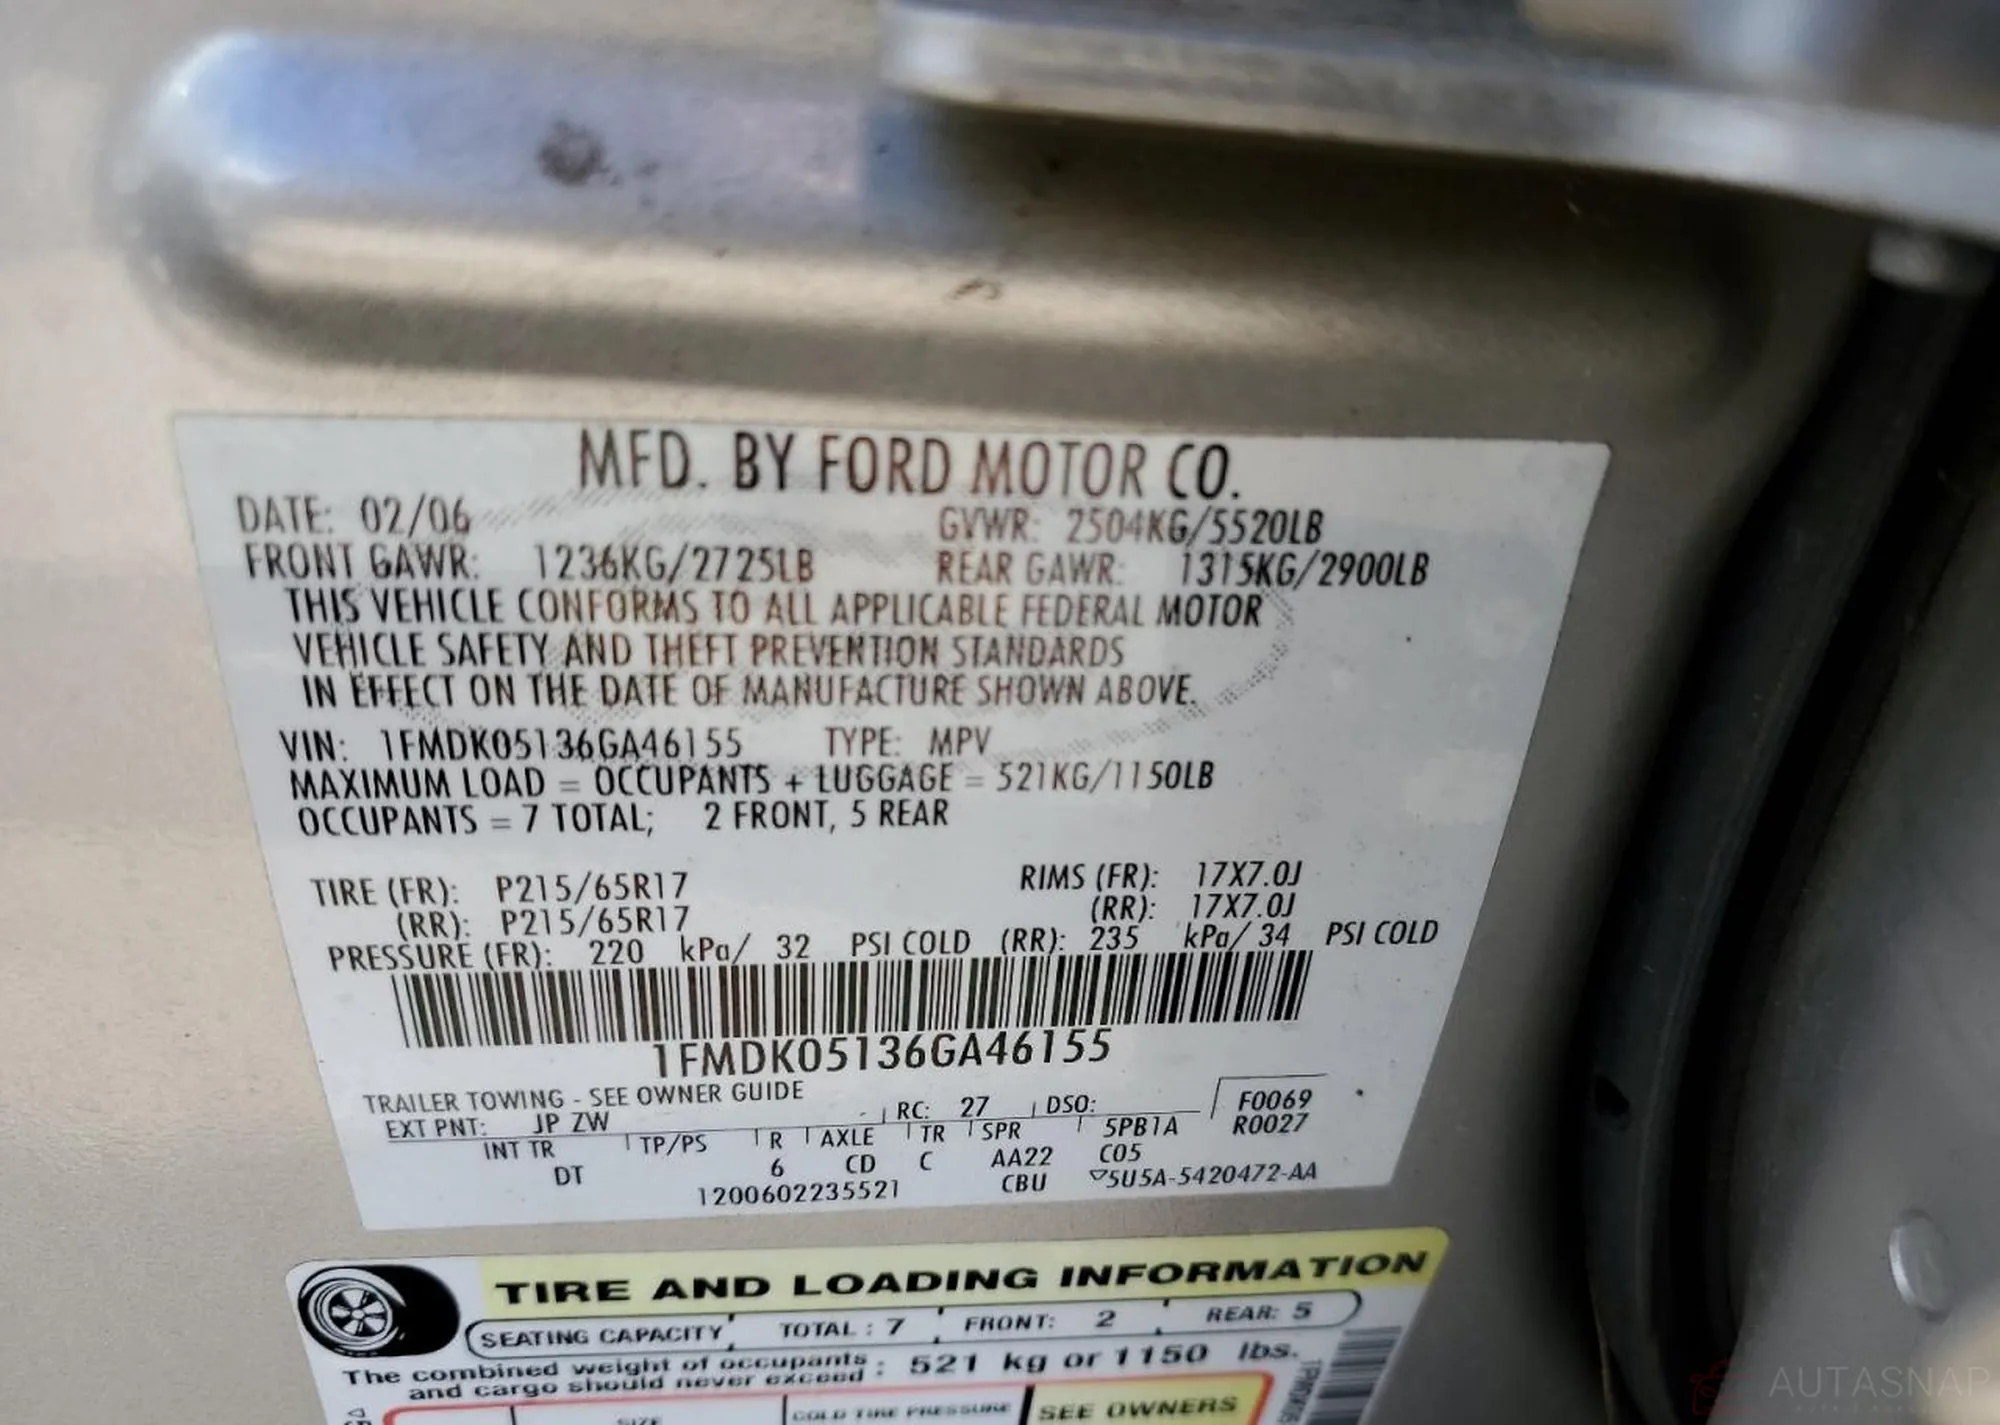 MFD. BY FORD MOTOR CO.
DATE: 02/06 GVWR: 2504KG/5520LB
FRONT GAWR: 1236KG/2725LB REAR GAWR: 1315KG/2900LB
THIS VEHICLE CONFORMS TO ALL APPLICABLE FEDERAL MOTOR
VEHICLE SAFETY AND THEFT PREVENTION STANDARDS
IN EFFECT ON THE DATE OF MANUFACTURE SHOWN ABOVE.
VIN: 1FMDK05136GA46155 TYPE: MPV
MAXIMUM LOAD = OCCUPANTS + LUGGAGE = 521KG/1150LB
OCCUPANTS = 7 TOTAL; 2 FRONT, 5 REAR
TIRE (FR): P215/65R17 RIMS (FR): 17X7.0J
(RR): P215/65R17 (RR): 17X7.0J
PRESSURE (FR): 220 kPa/ 32 PSI COLD (RR): 235 kPa/ 34 PSI COLD
1FMDK05136GA46155
TRAILER TOWING - SEE OWNER GUIDE
EXT PNT: JP ZW RC: 27 DSO: F0069
INT TR TP/PS R AXLE TR SPR 5PB1A R0027
DT 6 CD C AA22 C05
1200602235521 CBU ▽5U5A-5420472-AA
TIRE AND LOADING INFORMATION
SEATING CAPACITY TOTAL : 7 FRONT: 2 REAR: 5
The combined weight of occupants : 521 kg or 1150 lbs.
and cargo should never exceed :
SIZE COLD TIRE PRESSURE SEE OWNERS
AUTASNAP